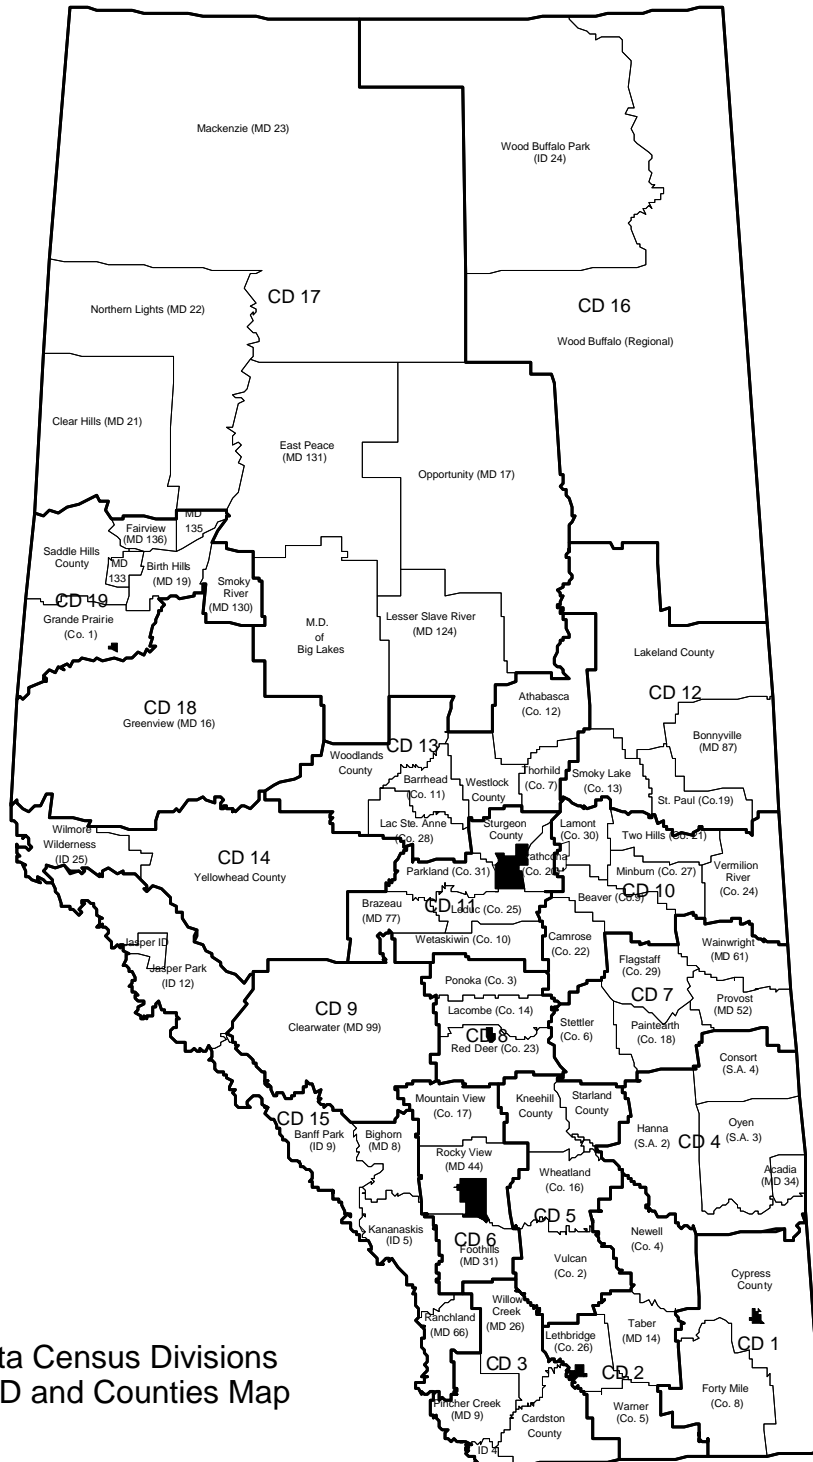 Mackenzie (MD 23)
Wood Buffalo Park
(ID 24)
CD 17
CD 16
Northern Lights (MD 22)
Wood Buffalo (Regional)
Clear Hills (MD 21)
East Peace
(MD 131)
Opportunity (MD 17)
MD
135
Fairview
(MD 136)
Saddle Hills
County
MD
133
Birth Hills
(MD 19)
Smoky
River
(MD 130)
CD 19
Grande Prairie
(Co. 1)
M.D.
of
Big Lakes
Lesser Slave River
(MD 124)
Lakeland County
CD 12
Athabasca
(Co. 12)
CD 18
Greenview (MD 16)
Bonnyville
(MD 87)
CD 13
Woodlands
County
Barrhead
(Co. 11)
Westlock
County
Thorhild
(Co. 7)
Smoky Lake
(Co. 13)
St. Paul (Co.19)
Wilmore
Wilderness
(ID 25)
Lac Ste. Anne
(Co. 28)
Sturgeon
County
Lamont
(Co. 30)
Two Hills (Co. 21)
CD 14
Yellowhead County
Parkland (Co. 31)
(Co. 20)
Minburn (Co. 27)
Vermilion
River
(Co. 24)
CD 10
Beaver (Co.9)
Brazeau
(MD 77)
CD 11
Leduc (Co. 25)
Wetaskiwin (Co. 10)
Camrose
(Co. 22)
Wainwright
(MD 61)
Jasper ID
Jasper Park
(ID 12)
Flagstaff
(Co. 29)
CD 7
Ponoka (Co. 3)
Provost
(MD 52)
CD 9
Clearwater (MD 99)
Lacombe (Co. 14)
CD 8
Red Deer (Co. 23)
Stettler
(Co. 6)
Paintearth
(Co. 18)
Consort
(S.A. 4)
Mountain View
(Co. 17)
Kneehill
County
Starland
County
CD 15
Banff Park
(ID 9)
Bighorn
(MD 8)
Hanna
(S.A. 2)
CD 4
Oyen
(S.A. 3)
Rocky View
(MD 44)
Wheatland
(Co. 16)
Acadia
(MD 34)
CD 5
Kananaskis
(ID 5)
CD 6
Foothills
(MD 31)
Vulcan
(Co. 2)
Newell
(Co. 4)
Cypress
County
Ranchland
(MD 66)
Willow
Creek
(MD 26)
Lethbridge
(Co. 26)
Taber
(MD 14)
CD 1
CD 3
CD 2
Pincher Creek
(MD 9)
Cardston
County
Warner
(Co. 5)
Forty Mile
(Co. 8)
ID 4
ta Census Divisions
D and Counties Map